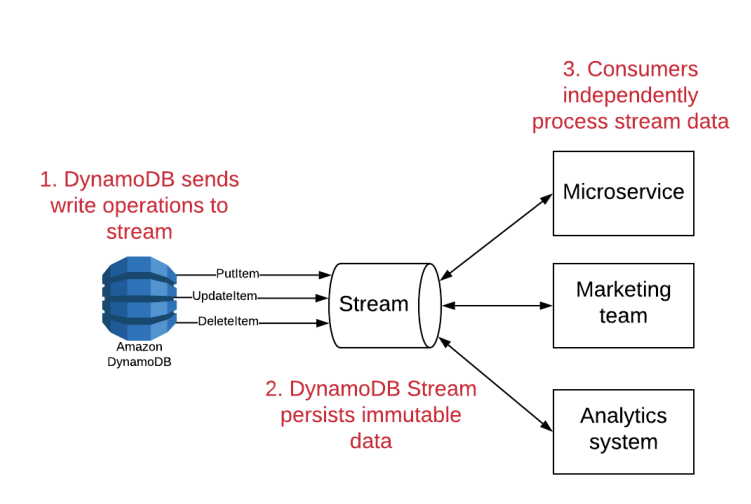 3. Consumers
independently
process stream data
1. DynamoDB sends
write operations to
stream
Microservice
PutItem
UpdateItem
DeleteItem
Stream
Marketing
team
Amazon
DynamoDB
2. DynamoDB Stream
persists immutable
data
Analytics
system